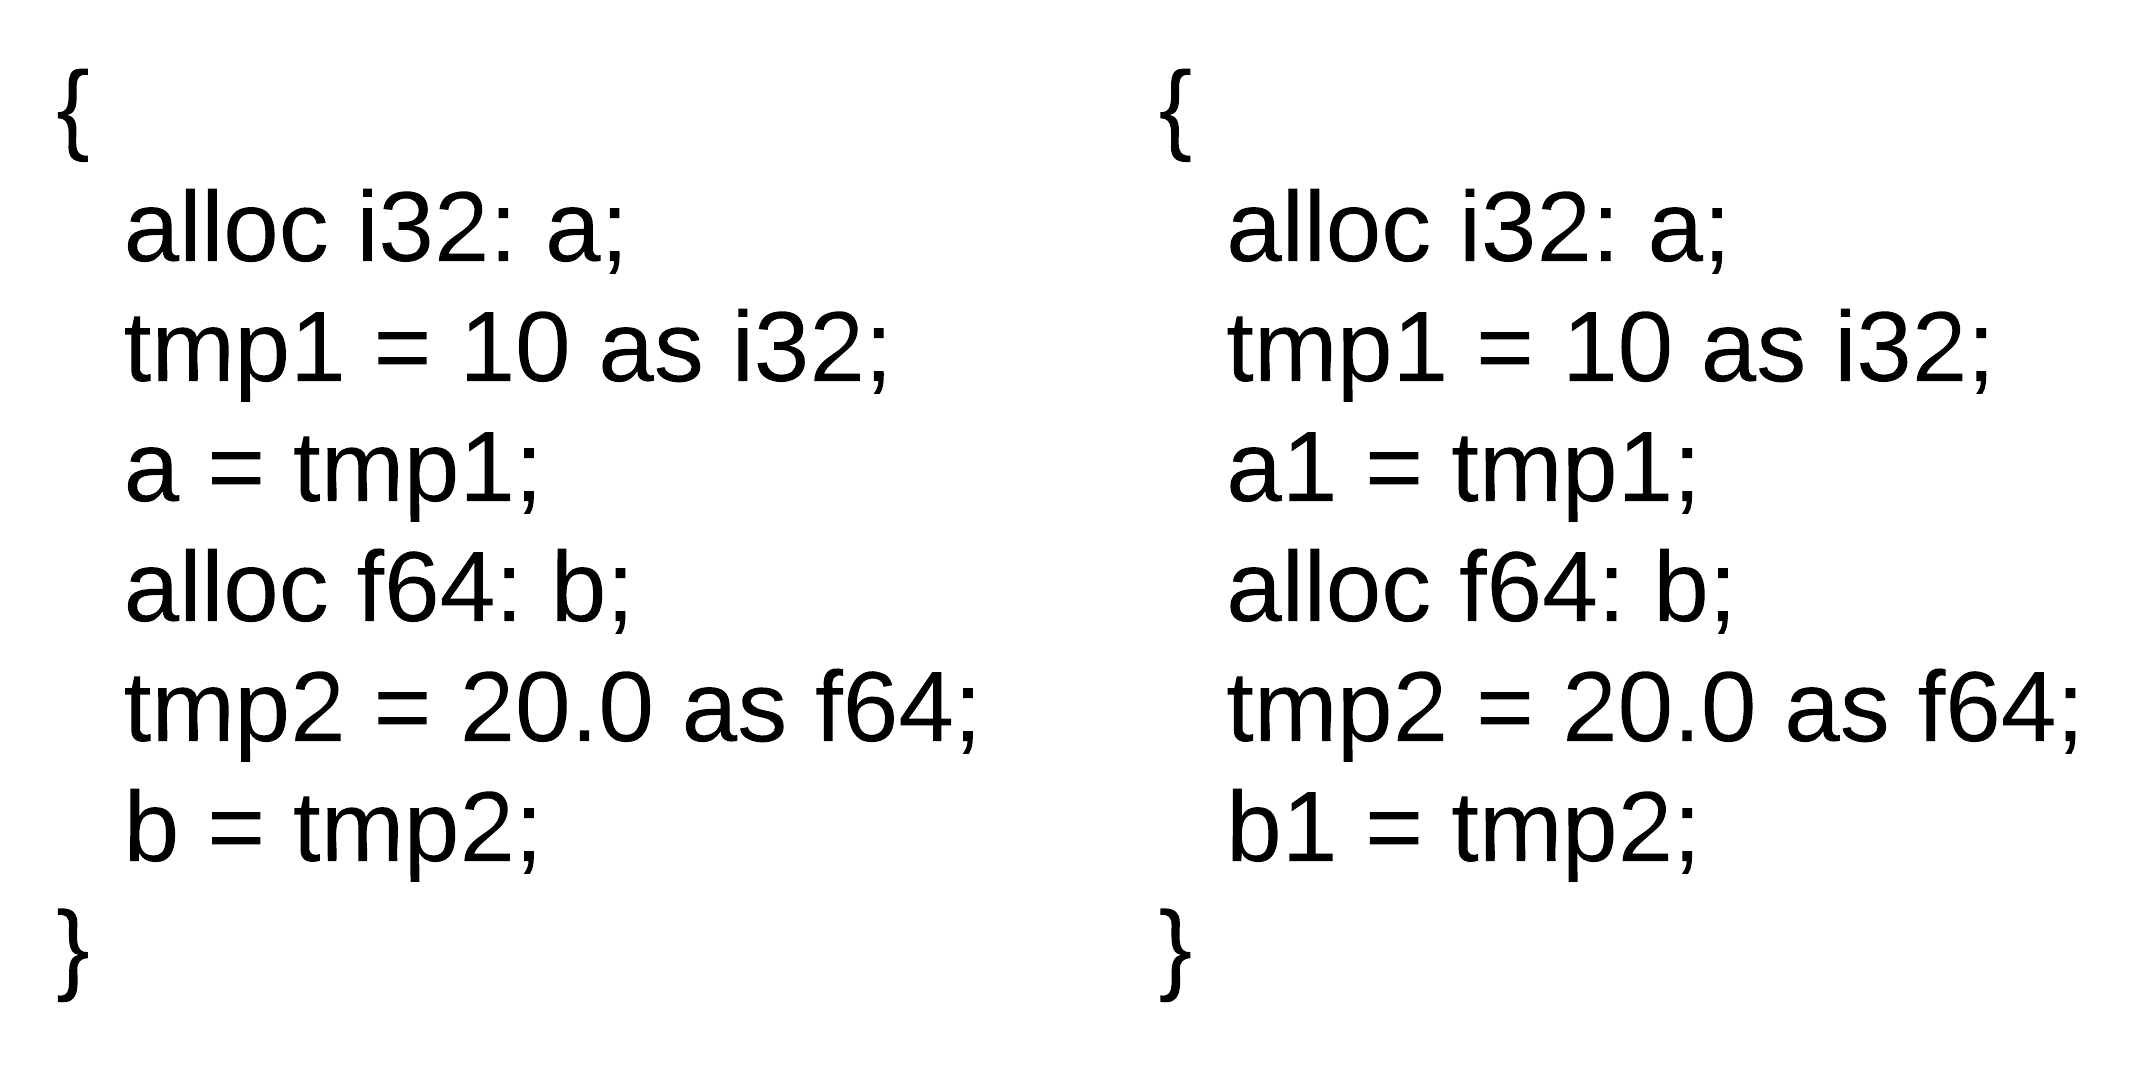 {
alloc i32: a;
tmp1 = 10 as i32;
a = tmp1;
alloc f64: b;
tmp2 = 20.0 as f64;
b = tmp2;
}
{
alloc i32: a;
tmp1 = 10 as i32;
a1 = tmp1;
alloc f64: b;
tmp2 = 20.0 as f64;
b1 = tmp2;
}